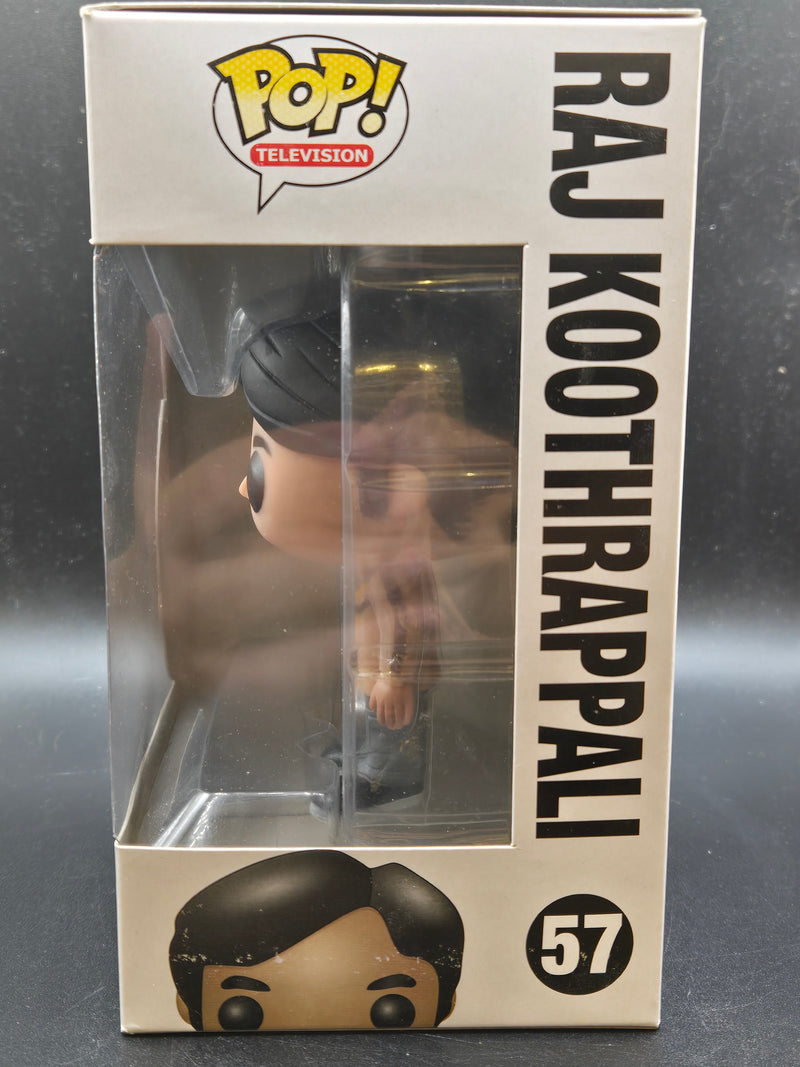 POP!
TELEVISION
RAJ KOOTHRAPPALI
57